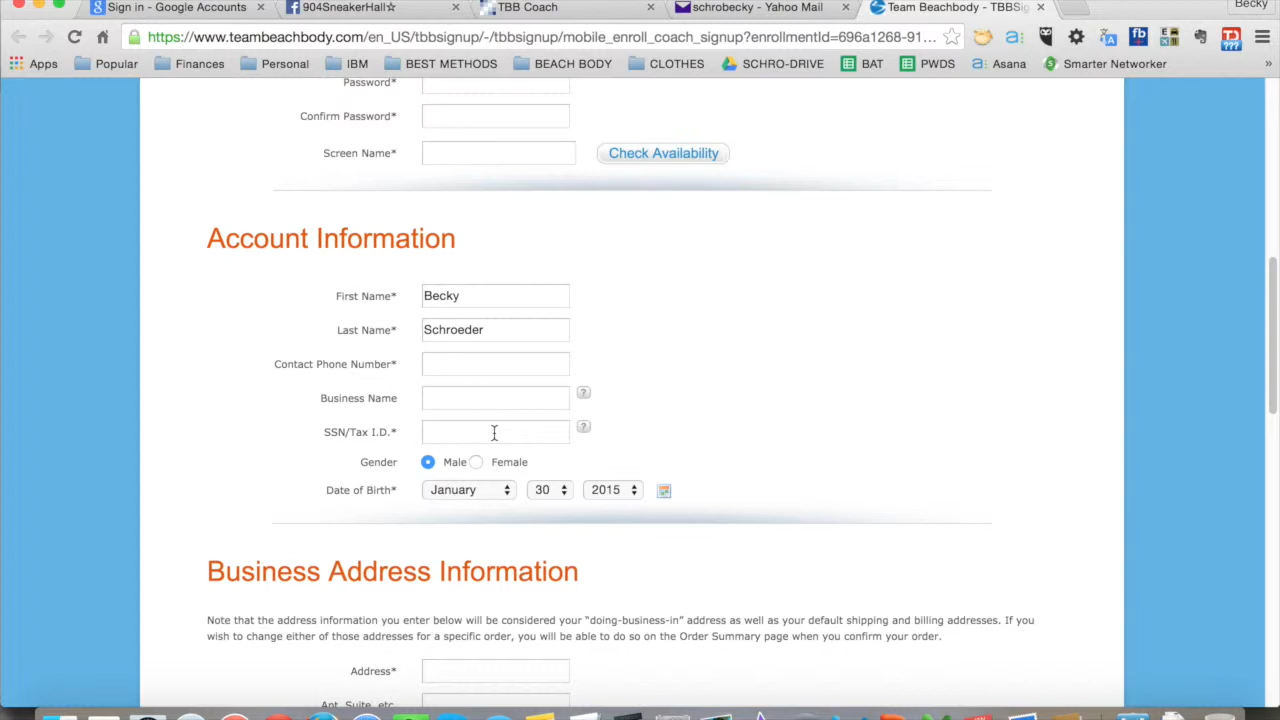 Sign in - Google Accounts × 904SneakerHall☆ × TBB Coach × schrobecky - Yahoo Mail × Team Beachbody - TBBSig × Becky
https://www.teambeachbody.com/en_US/tbbsignup/-/tbbsignup/mobile_enroll_coach_signup?enrollmentId=696a1268-91...
Apps Popular Finances Personal IBM BEST METHODS BEACH BODY CLOTHES SCHRO-DRIVE BAT PWDS Asana Smarter Networker »
Password*
Confirm Password*
Screen Name* Check Availability
Account Information
First Name* Becky
Last Name* Schroeder
Contact Phone Number*
Business Name ?
SSN/Tax I.D.* ?
Gender Male Female
Date of Birth* January 30 2015
Business Address Information
Note that the address information you enter below will be considered your “doing-business-in” address as well as your default shipping and billing addresses. If you
wish to change either of those addresses for a specific order, you will be able to do so on the Order Summary page when you confirm your order.
Address*
Apt, Suite, etc.